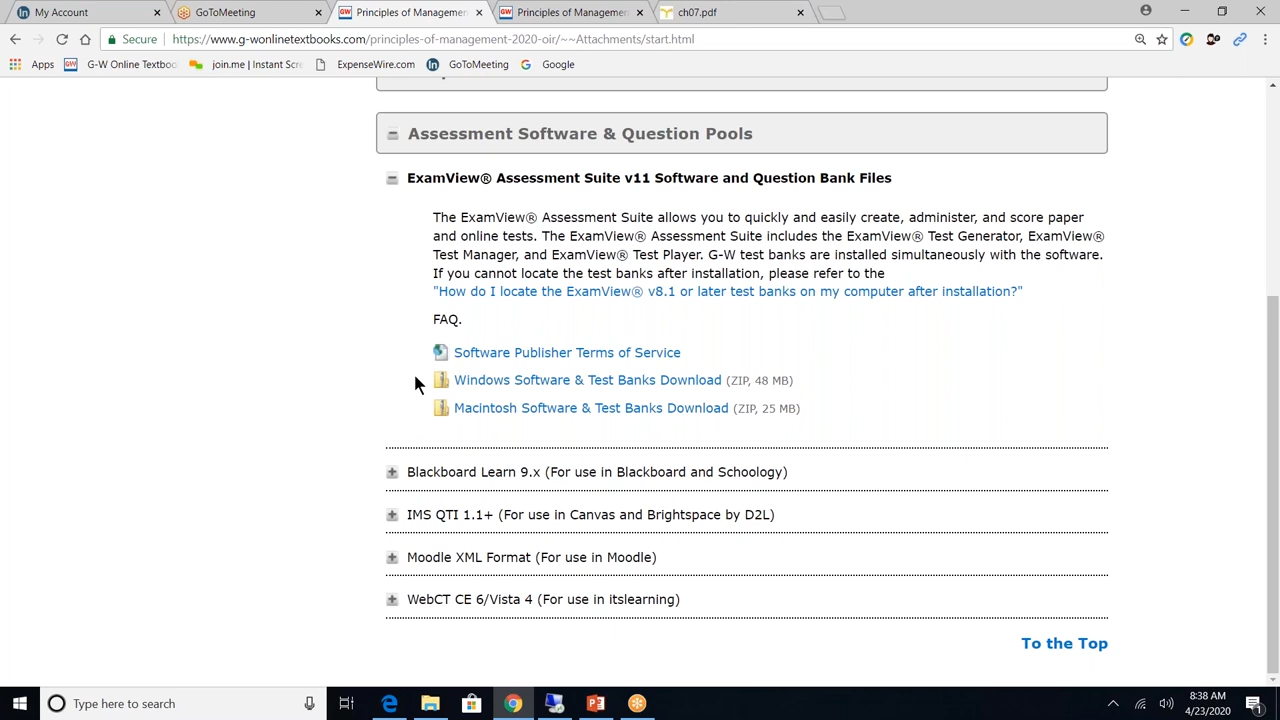 My Account
GoToMeeting
Principles of Managemen
Principles of Managemen
ch07.pdf
Secure
https://www.g-wonlinetextbooks.com/principles-of-management-2020-oir/~~Attachments/start.html
Apps
G-W Online Textboo
join.me | Instant Scre
ExpenseWire.com
GoToMeeting
Google
Assessment Software & Question Pools
ExamView® Assessment Suite v11 Software and Question Bank Files
The ExamView® Assessment Suite allows you to quickly and easily create, administer, and score paper
and online tests. The ExamView® Assessment Suite includes the ExamView® Test Generator, ExamView®
Test Manager, and ExamView® Test Player. G-W test banks are installed simultaneously with the software.
If you cannot locate the test banks after installation, please refer to the
"How do I locate the ExamView® v8.1 or later test banks on my computer after installation?"
FAQ.
Software Publisher Terms of Service
Windows Software & Test Banks Download (ZIP, 48 MB)
Macintosh Software & Test Banks Download (ZIP, 25 MB)
Blackboard Learn 9.x (For use in Blackboard and Schoology)
IMS QTI 1.1+ (For use in Canvas and Brightspace by D2L)
Moodle XML Format (For use in Moodle)
WebCT CE 6/Vista 4 (For use in itslearning)
To the Top
Type here to search
8:38 AM
4/23/2020